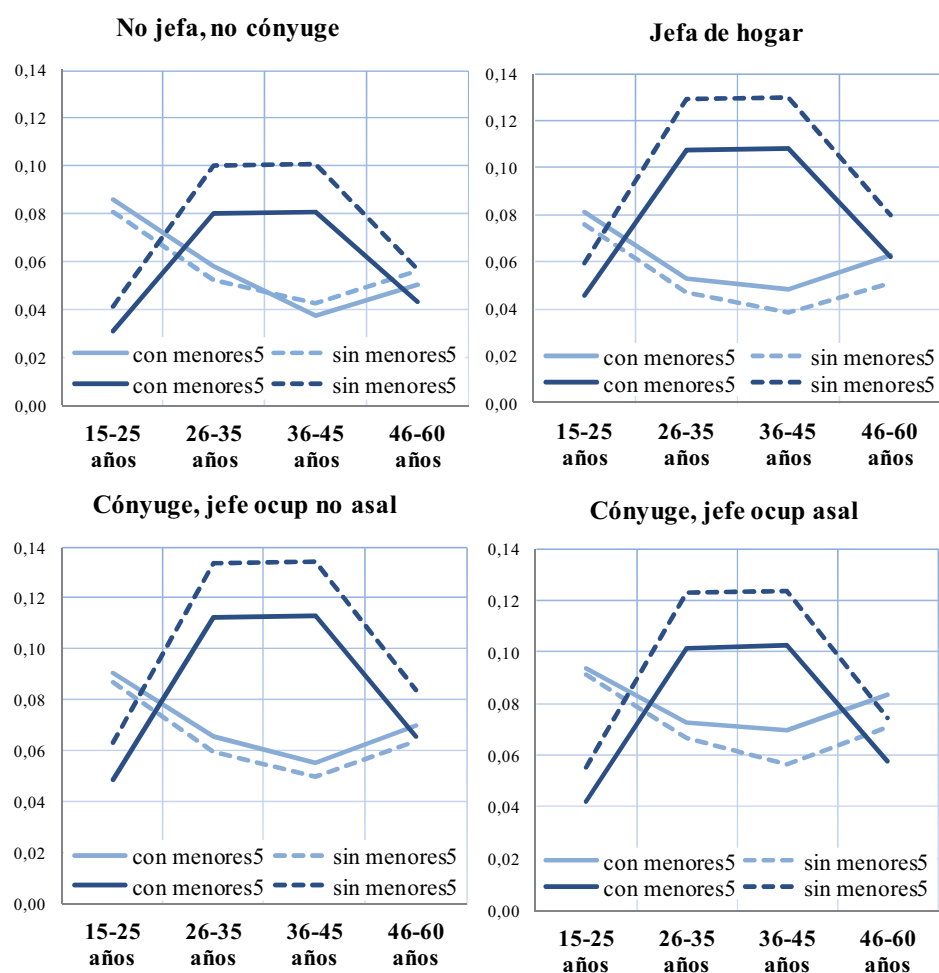 No jefa, no cónyuge
0,14
0,12
0,10
0,08
0,06
0,04
0,02
0,00
con menores5 sin menores5
con menores5 sin menores5
15-25 26-35 36-45 46-60
años años años años
Jefa de hogar
0,14
0,12
0,10
0,08
0,06
0,04
0,02
0,00
con menores5 sin menores5
con menores5 sin menores5
15-25 26-35 36-45 46-60
años años años años
Cónyuge, jefe ocup no asal
0,14
0,12
0,10
0,08
0,06
0,04
0,02
0,00
con menores5 sin menores5
con menores5 sin menores5
15-25 26-35 36-45 46-60
años años años años
Cónyuge, jefe ocup asal
0,14
0,12
0,10
0,08
0,06
0,04
0,02
0,00
con menores5 sin menores5
con menores5 sin menores5
15-25 26-35 36-45 46-60
años años años años